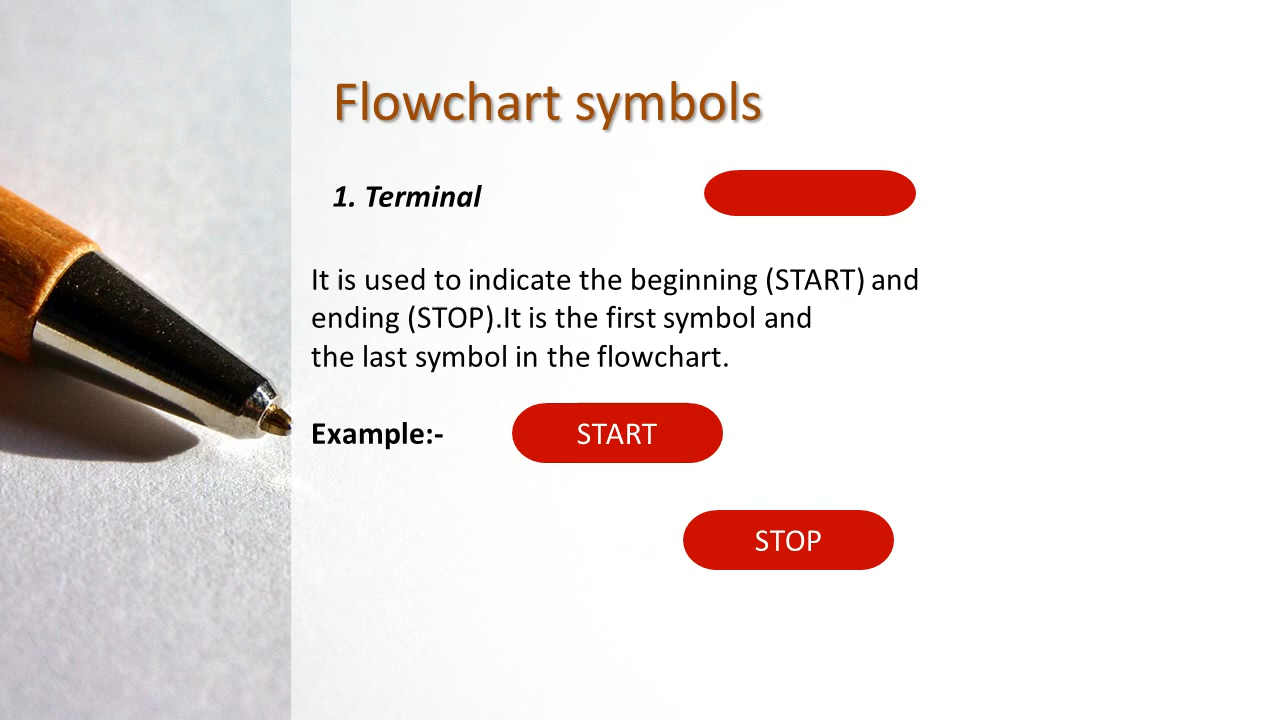 Flowchart symbols
1. Terminal
It is used to indicate the beginning (START) and
ending (STOP).It is the first symbol and
the last symbol in the flowchart.
Example:- START
STOP